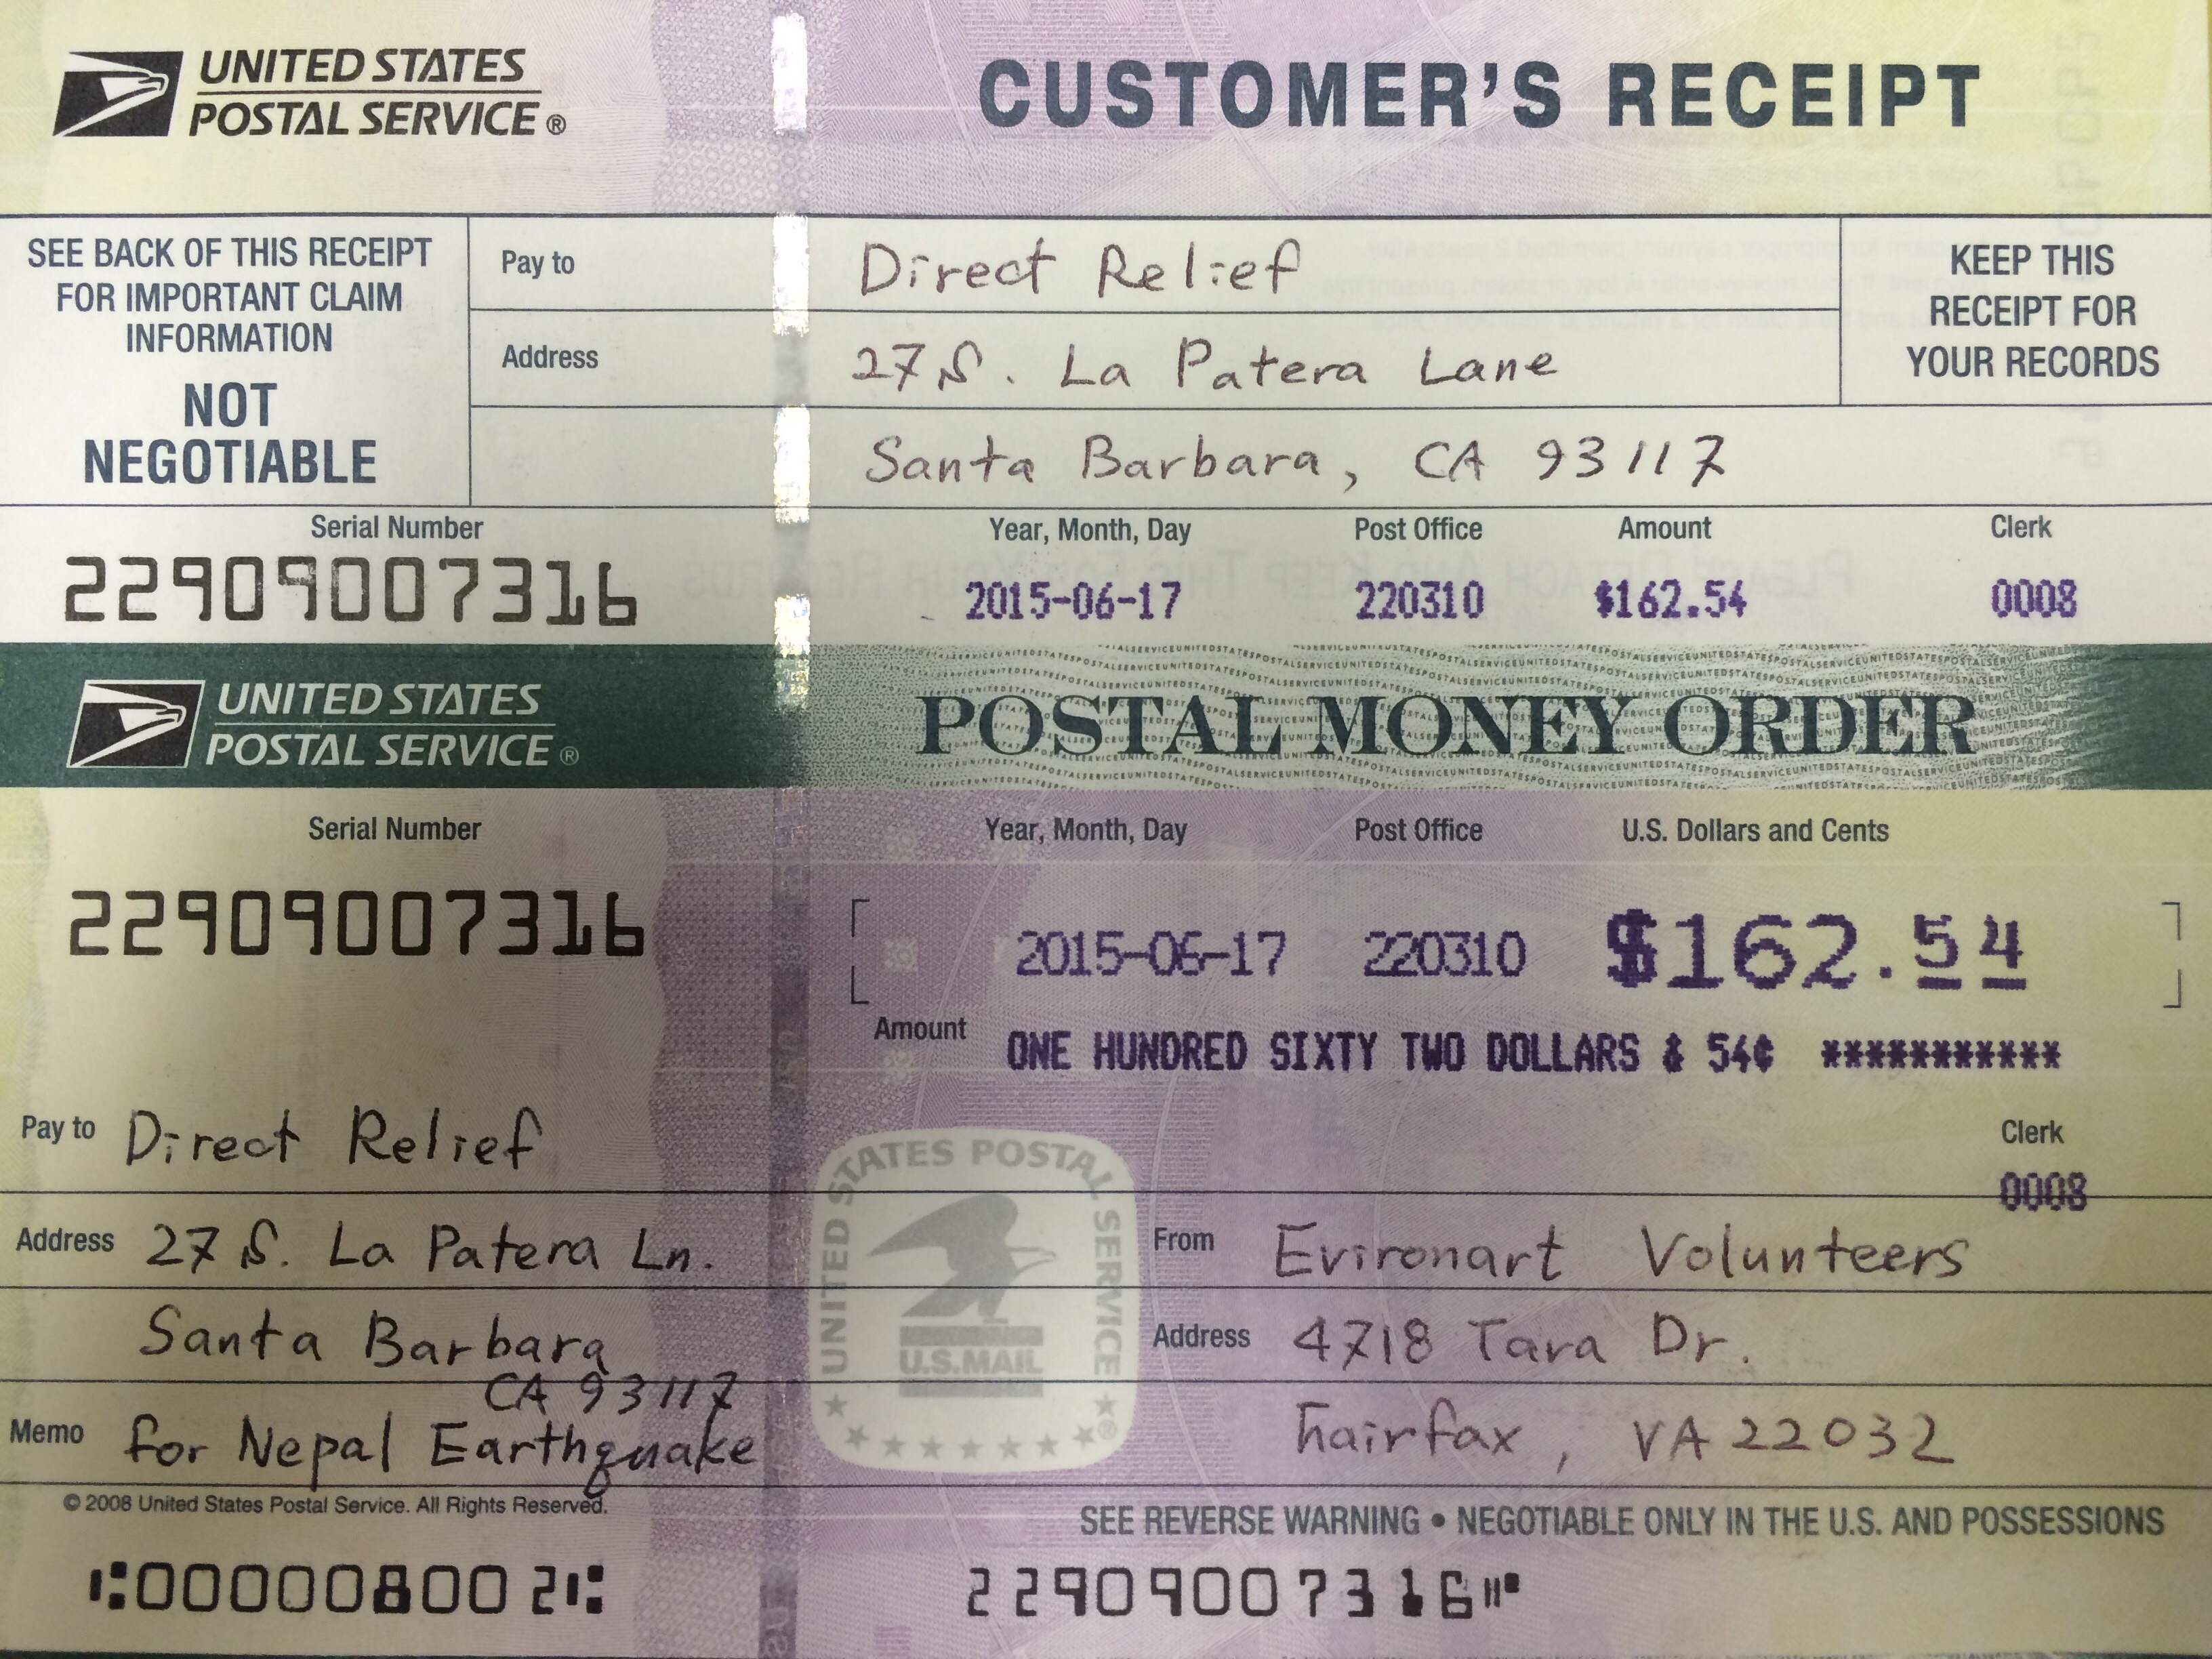 UNITED STATES
POSTAL SERVICE®
CUSTOMER'S RECEIPT
SEE BACK OF THIS RECEIPT
FOR IMPORTANT CLAIM
INFORMATION
NOT
NEGOTIABLE
Pay to Direct Relief
Address 27 S. La Patera Lane
Santa Barbara, CA 93117
KEEP THIS
RECEIPT FOR
YOUR RECORDS
Serial Number Year, Month, Day Post Office Amount Clerk
22909007316 2015-06-17 220310 $162.54 0008
UNITED STATES
POSTAL SERVICE®
POSTAL MONEY ORDER
Serial Number Year, Month, Day Post Office U.S. Dollars and Cents
22909007316 2015-06-17 220310 $162.54
Amount ONE HUNDRED SIXTY TWO DOLLARS & 54¢ ***********
Pay to Direct Relief
Clerk
0008
Address 27 S. La Patera Ln.
Santa Barbara
CA 93117
Memo for Nepal Earthquake
UNITED STATES POSTAL SERVICE
U.S.MAIL
From Evironart Volunteers
Address 4718 Tara Dr.
Fairfax, VA 22032
© 2008 United States Postal Service. All Rights Reserved.
SEE REVERSE WARNING • NEGOTIABLE ONLY IN THE U.S. AND POSSESSIONS
⑆000008002⑆ 22909007316⑈